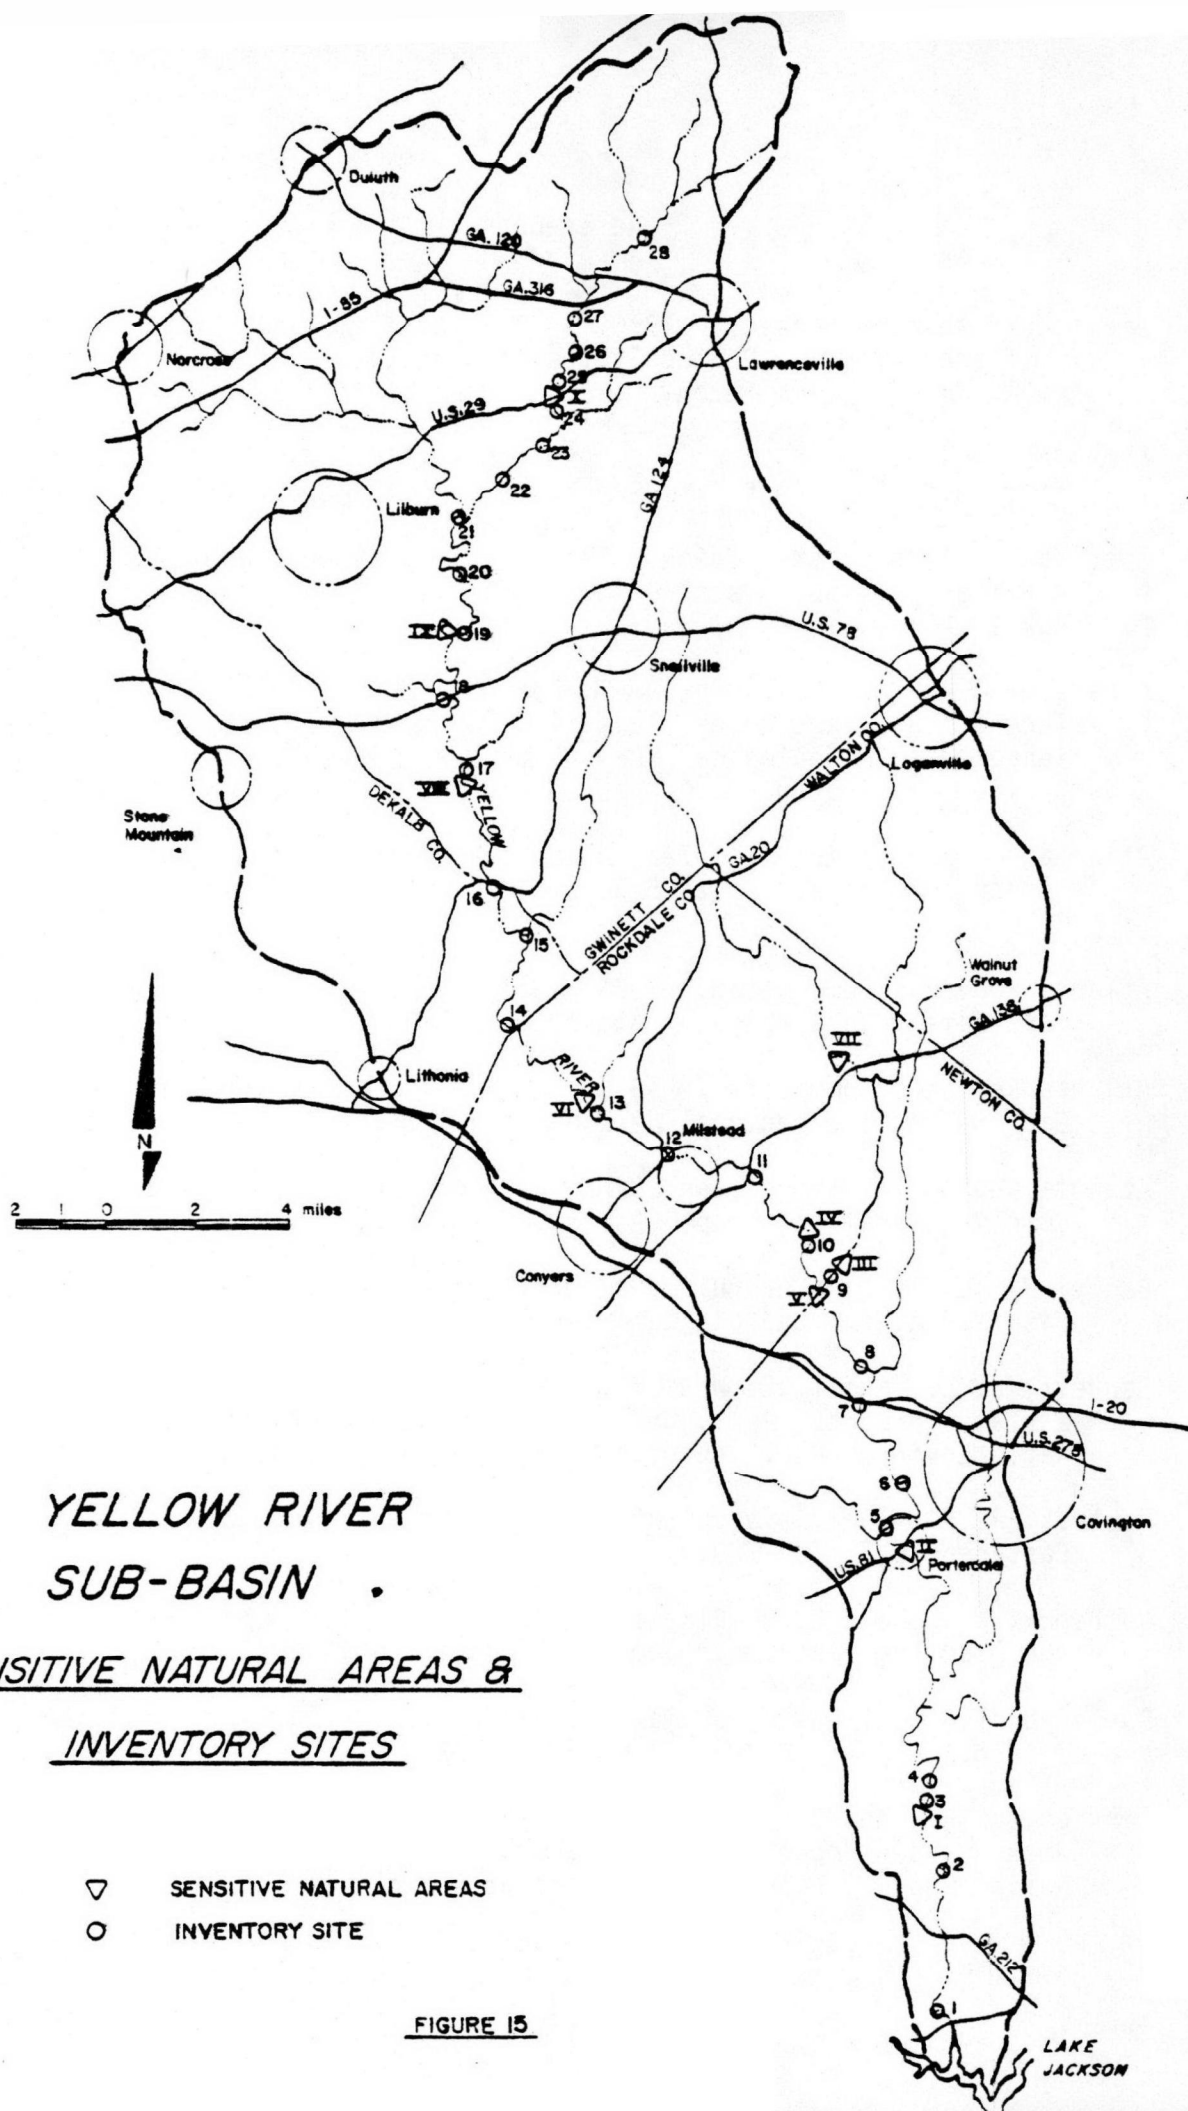 Duluth
GA. 120
28
GA. 316
I-85
27
Norcross
Lawrenceville
26
25
X
U.S. 29
24
23
GA 124
22
Lilburn
21
20
U.S. 78
IX
19
Snellville
18
WALTON CO.
Loganville
17
VIII
YELLOW
DEKALB CO.
Stone
Mountain
GA.20
16
GWINETT CO.
ROCKDALE CO.
15
Walnut
Grove
14
GA.138
VII
RIVER
Lithonia
NEWTON CO.
VI
13
12
Milstead
N
11
2 1 0 2 4 miles
IV
10
III
Conyers
9
V
8
7
I-20
U.S. 278
6
5
Covington
II
U.S. 81
Porterdale
YELLOW RIVER
SUB-BASIN
SITIVE NATURAL AREAS &
INVENTORY SITES
4
3
I
2
SENSITIVE NATURAL AREAS
INVENTORY SITE
GA.212
1
FIGURE 15
LAKE
JACKSON